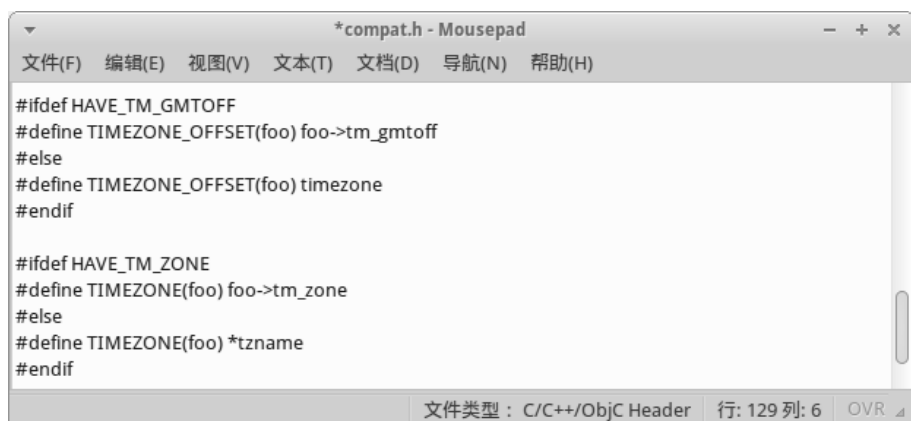 *compat.h - Mousepad
文件(F) 编辑(E) 视图(V) 文本(T) 文档(D) 导航(N) 帮助(H)
#ifdef HAVE_TM_GMTOFF
#define TIMEZONE_OFFSET(foo) foo->tm_gmtoff
#else
#define TIMEZONE_OFFSET(foo) timezone
#endif
#ifdef HAVE_TM_ZONE
#define TIMEZONE(foo) foo->tm_zone
#else
#define TIMEZONE(foo) *tzname
#endif
文件类型： C/C++/ObjC Header 行: 129 列: 6 OVR